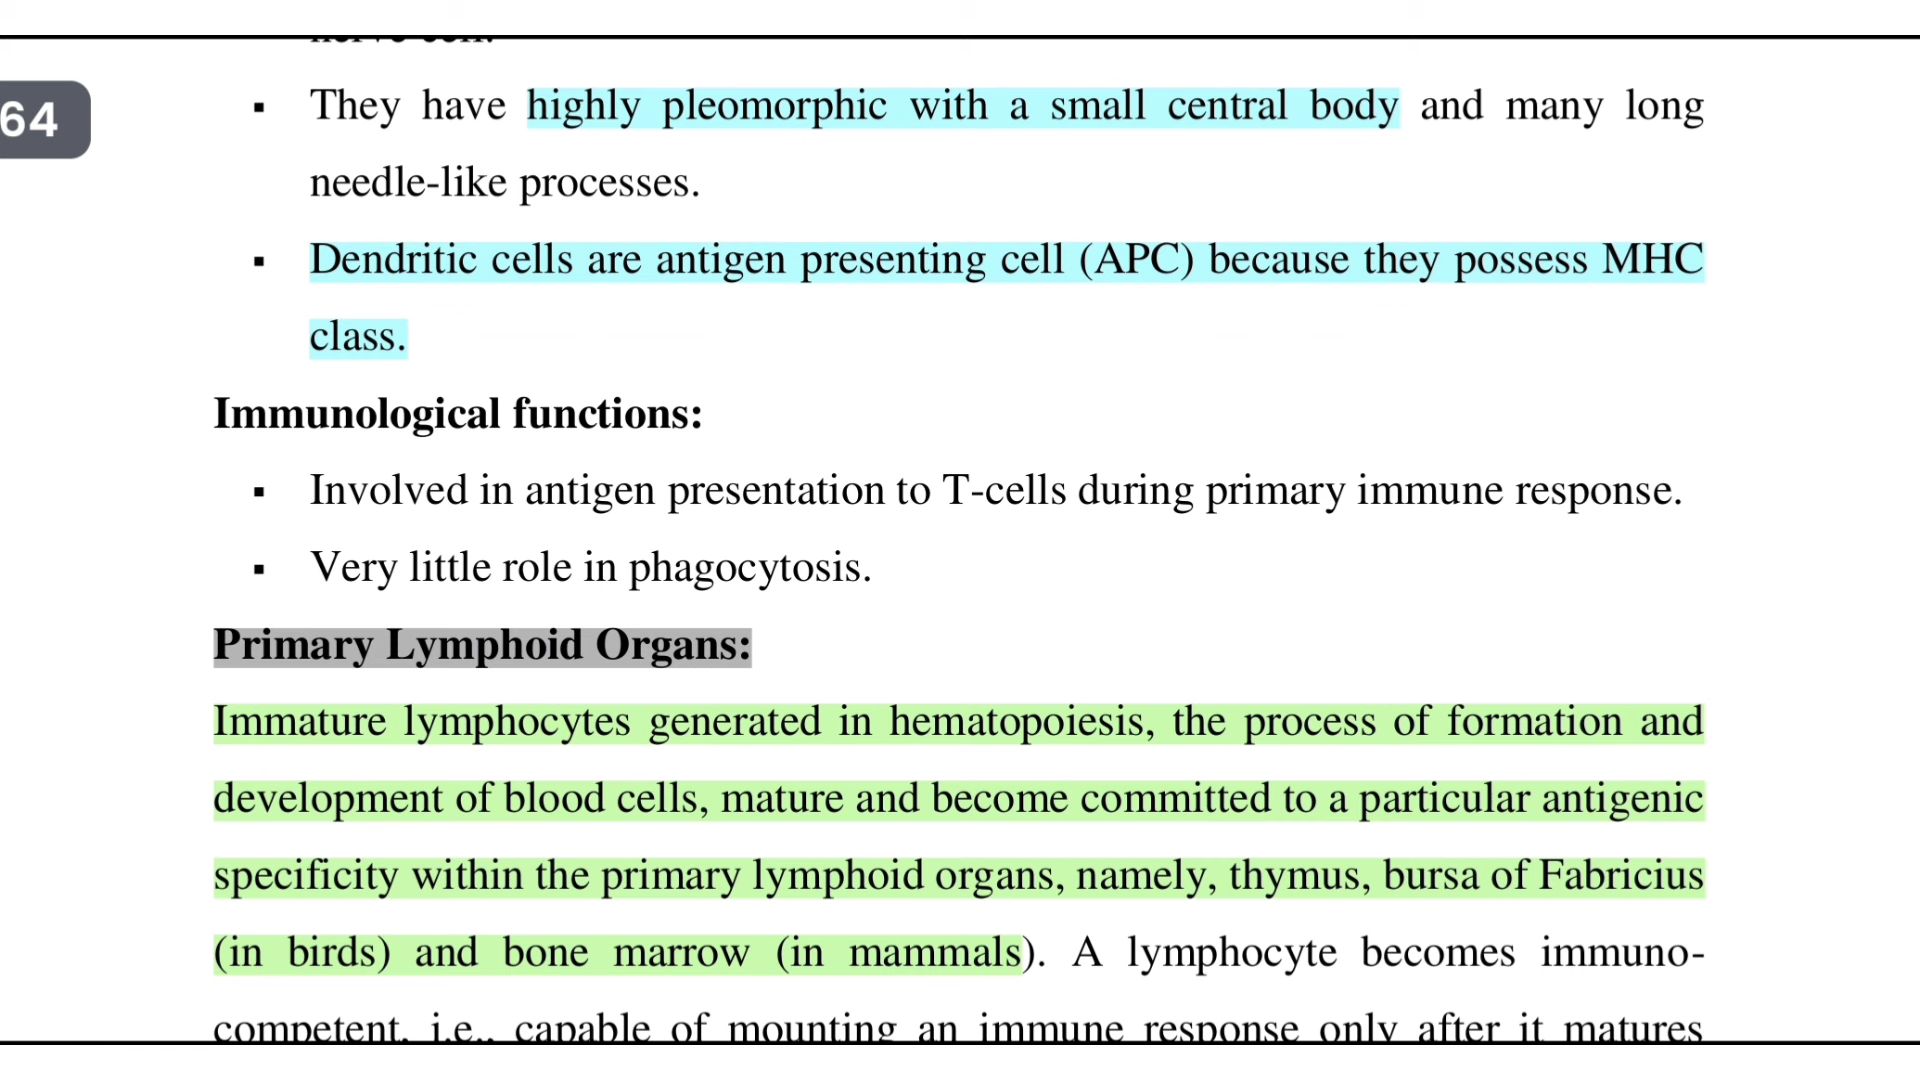 64
▪ They have highly pleomorphic with a small central body and many long
needle-like processes.
▪ Dendritic cells are antigen presenting cell (APC) because they possess MHC
class.
Immunological functions:
▪ Involved in antigen presentation to T-cells during primary immune response.
▪ Very little role in phagocytosis.
Primary Lymphoid Organs:
Immature lymphocytes generated in hematopoiesis, the process of formation and
development of blood cells, mature and become committed to a particular antigenic
specificity within the primary lymphoid organs, namely, thymus, bursa of Fabricius
(in birds) and bone marrow (in mammals). A lymphocyte becomes immuno-
competent, i.e., capable of mounting an immune response only after it matures